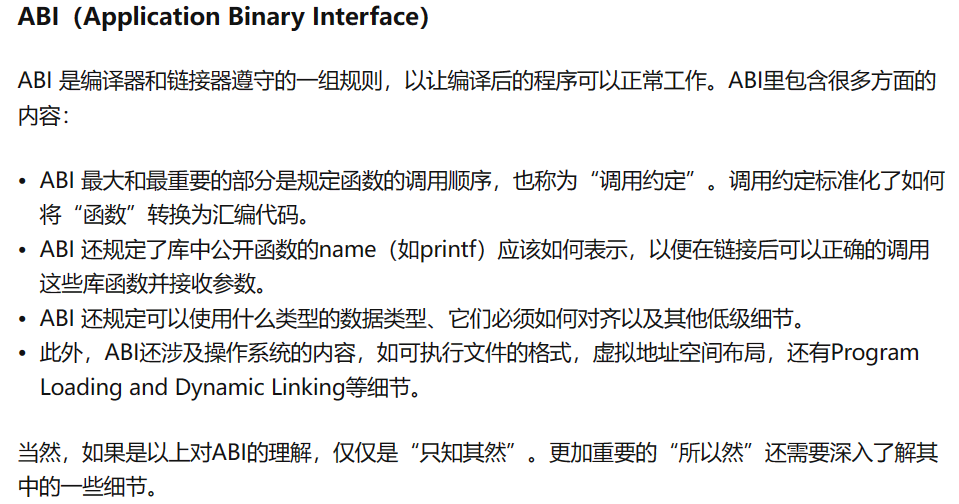 ABI（Application Binary Interface）
ABI 是编译器和链接器遵守的一组规则，以让编译后的程序可以正常工作。ABI里包含很多方面的
内容：
• ABI 最大和最重要的部分是规定函数的调用顺序，也称为“调用约定”。调用约定标准化了如何
将“函数”转换为汇编代码。
• ABI 还规定了库中公开函数的name（如printf）应该如何表示，以便在链接后可以正确的调用
这些库函数并接收参数。
• ABI 还规定可以使用什么类型的数据类型、它们必须如何对齐以及其他低级细节。
• 此外，ABI还涉及操作系统的内容，如可执行文件的格式，虚拟地址空间布局，还有Program
Loading and Dynamic Linking等细节。
当然，如果是以上对ABI的理解，仅仅是“只知其然”。更加重要的“所以然”还需要深入了解其
中的一些细节。